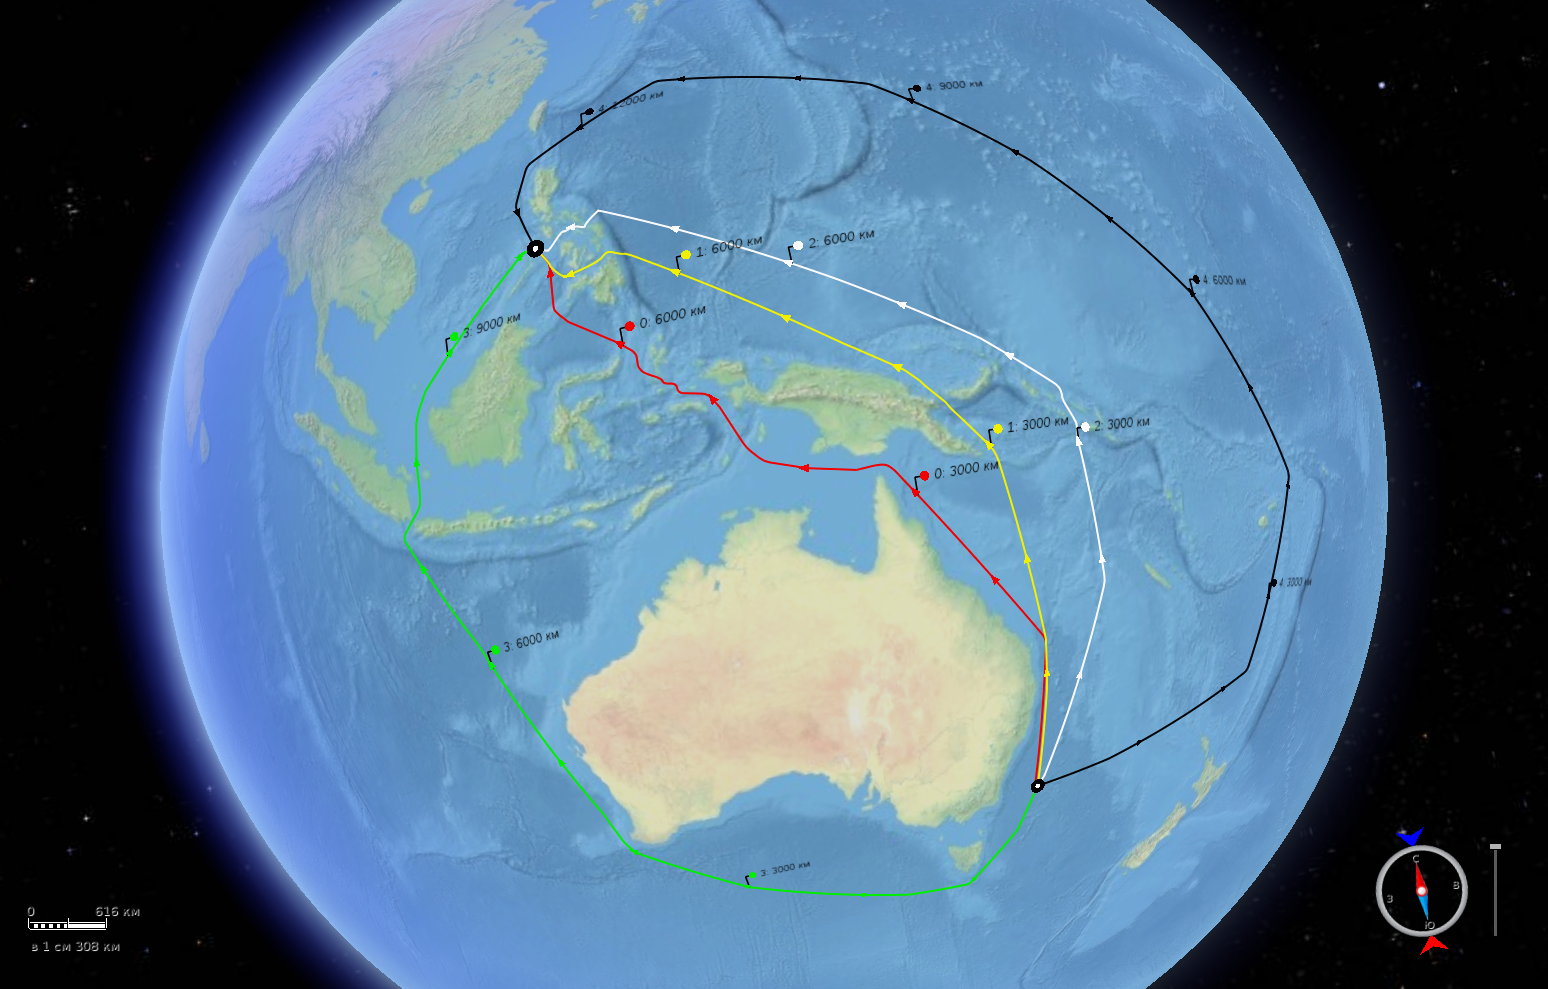 4: 9000 км
4: 12000 км
1: 6000 км
2: 6000 км
4: 6000 км
0: 6000 км
3: 9000 км
1: 3000 км
2: 3000 км
0: 3000 км
4: 3000 км
3: 6000 км
3: 3000 км
С
В
З
Ю
0 616 км
в 1 см 308 км